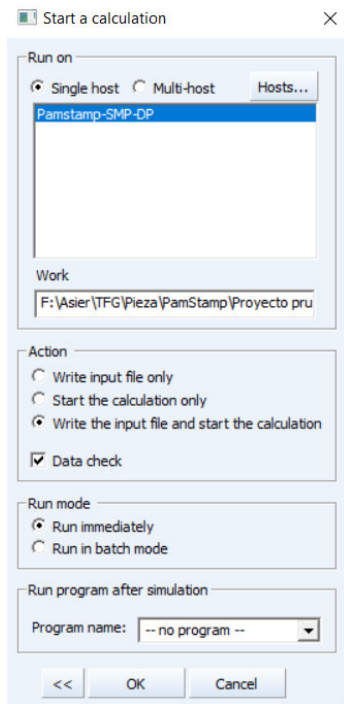 Start a calculation
Run on
Single host Multi-host Hosts...
Pamstamp-SMP-DP
Work
F:\Asier\TFG\Pieza\PamStamp\Proyecto pru
Action
Write input file only
Start the calculation only
Write the input file and start the calculation
Data check
Run mode
Run immediately
Run in batch mode
Run program after simulation
Program name: -- no program --
<< OK Cancel